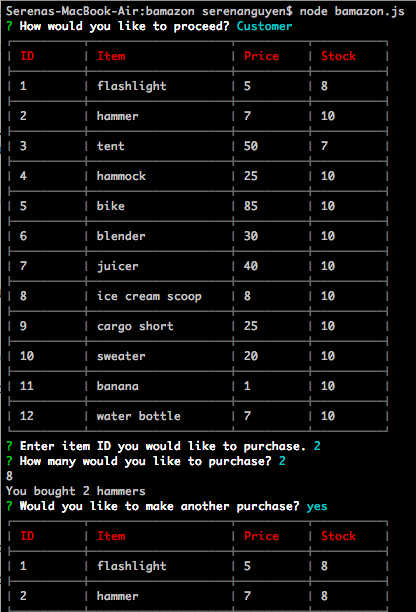 Serenas-MacBook-Air:bamazon serenanguyen$ node bamazon.js
? How would you like to proceed? Customer
ID Item Price Stock
1 flashlight 5 8
2 hammer 7 10
3 tent 50 7
4 hammock 25 10
5 bike 85 10
6 blender 30 10
7 juicer 40 10
8 ice cream scoop 8 10
9 cargo short 25 10
10 sweater 20 10
11 banana 1 10
12 water bottle 7 10
? Enter item ID you would like to purchase. 2
? How many would you like to purchase? 2
8
You bought 2 hammers
? Would you like to make another purchase? yes
ID Item Price Stock
1 flashlight 5 8
2 hammer 7 8